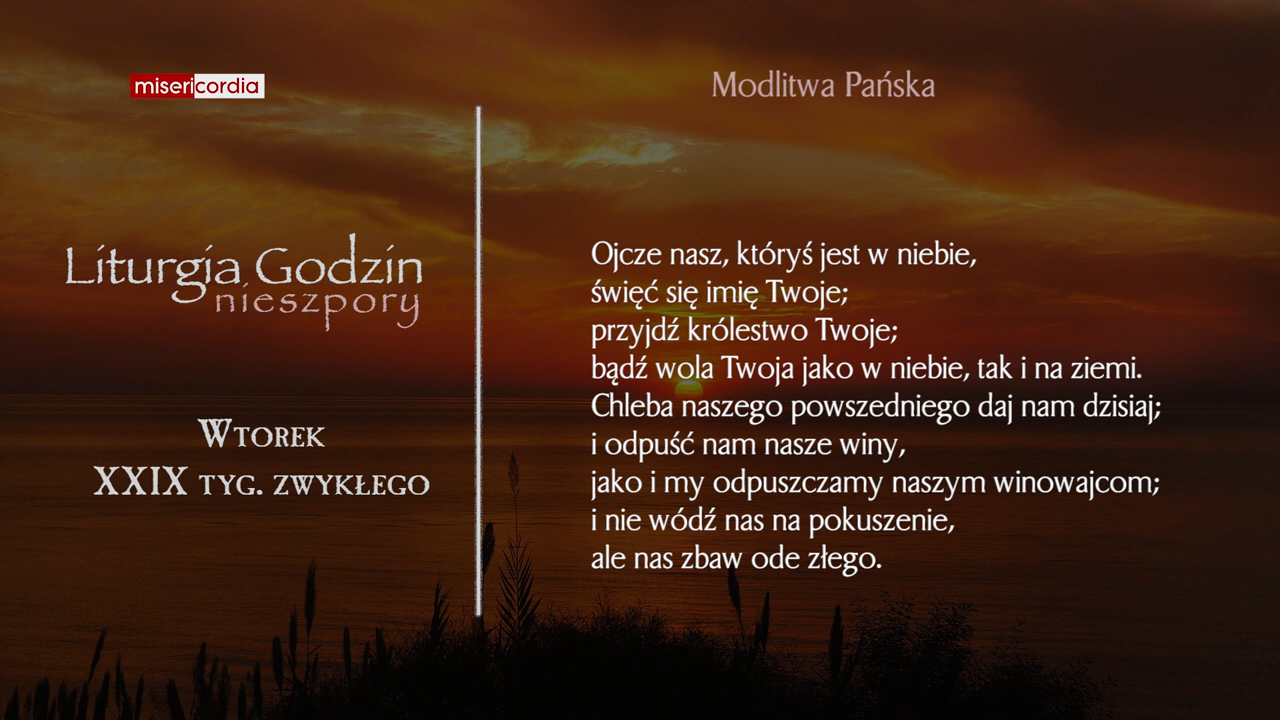 misericordia
Liturgia Godzin
nieszpory
Wtorek
XXIX tyg. zwykłego
Modlitwa Pańska
Ojcze nasz, któryś jest w niebie,
święć się imię Twoje;
przyjdź królestwo Twoje;
bądź wola Twoja jako w niebie, tak i na ziemi.
Chleba naszego powszedniego daj nam dzisiaj;
i odpuść nam nasze winy,
jako i my odpuszczamy naszym winowajcom;
i nie wódź nas na pokuszenie,
ale nas zbaw ode złego.